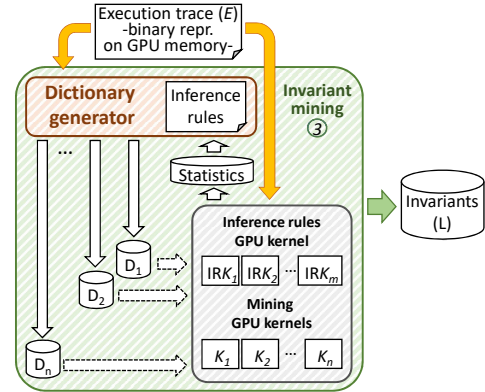 Execution trace (E)
-binary repr.
on GPU memory-
Dictionary
generator
Inference
rules
Invariant
mining
3
...
Statistics
Invariants
(L)
Inference rules
GPU kernel
D1
IRK1 IRK2 ... IRKm
D2
Mining
GPU kernels
Dn
K1 K2 ... Kn